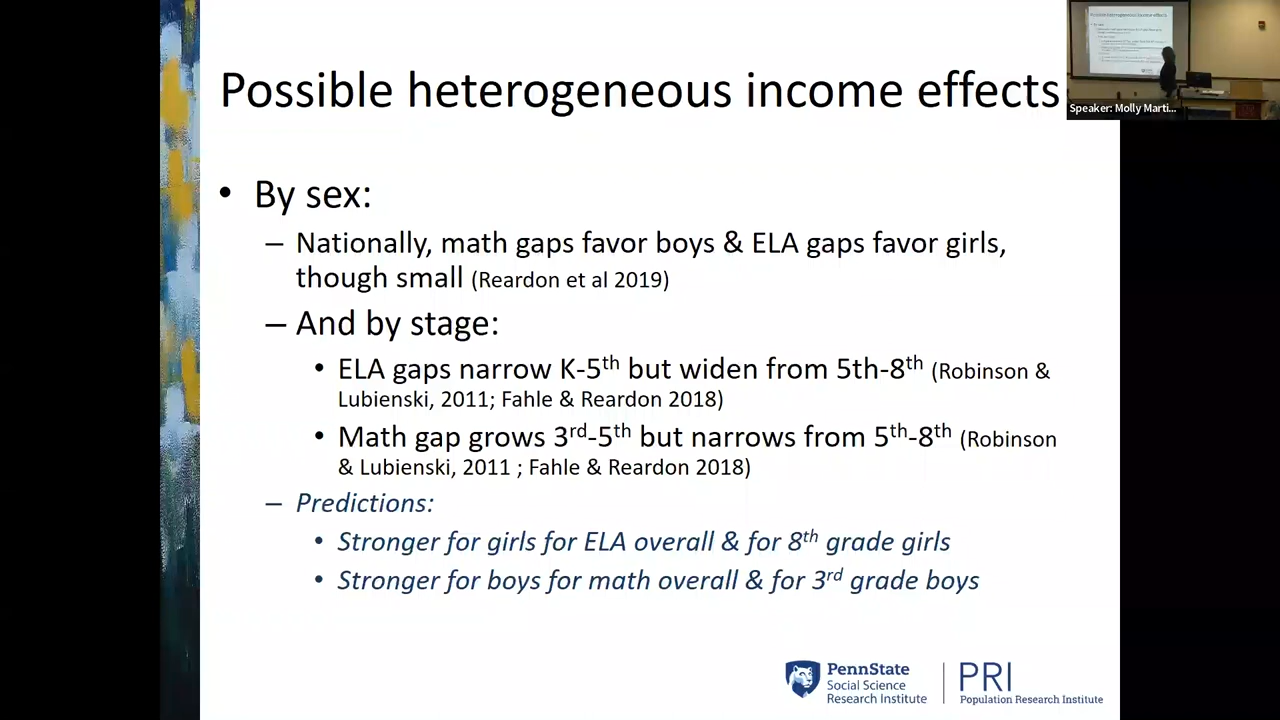 Possible heterogeneous income effects
Speaker: Molly Marti...
• By sex:
– Nationally, math gaps favor boys & ELA gaps favor girls,
though small (Reardon et al 2019)
– And by stage:
• ELA gaps narrow K-5th but widen from 5th-8th (Robinson &
Lubienski, 2011; Fahle & Reardon 2018)
• Math gap grows 3rd-5th but narrows from 5th-8th (Robinson
& Lubienski, 2011 ; Fahle & Reardon 2018)
– Predictions:
• Stronger for girls for ELA overall & for 8th grade girls
• Stronger for boys for math overall & for 3rd grade boys
PennState
Social Science
Research Institute
PRI
Population Research Institute